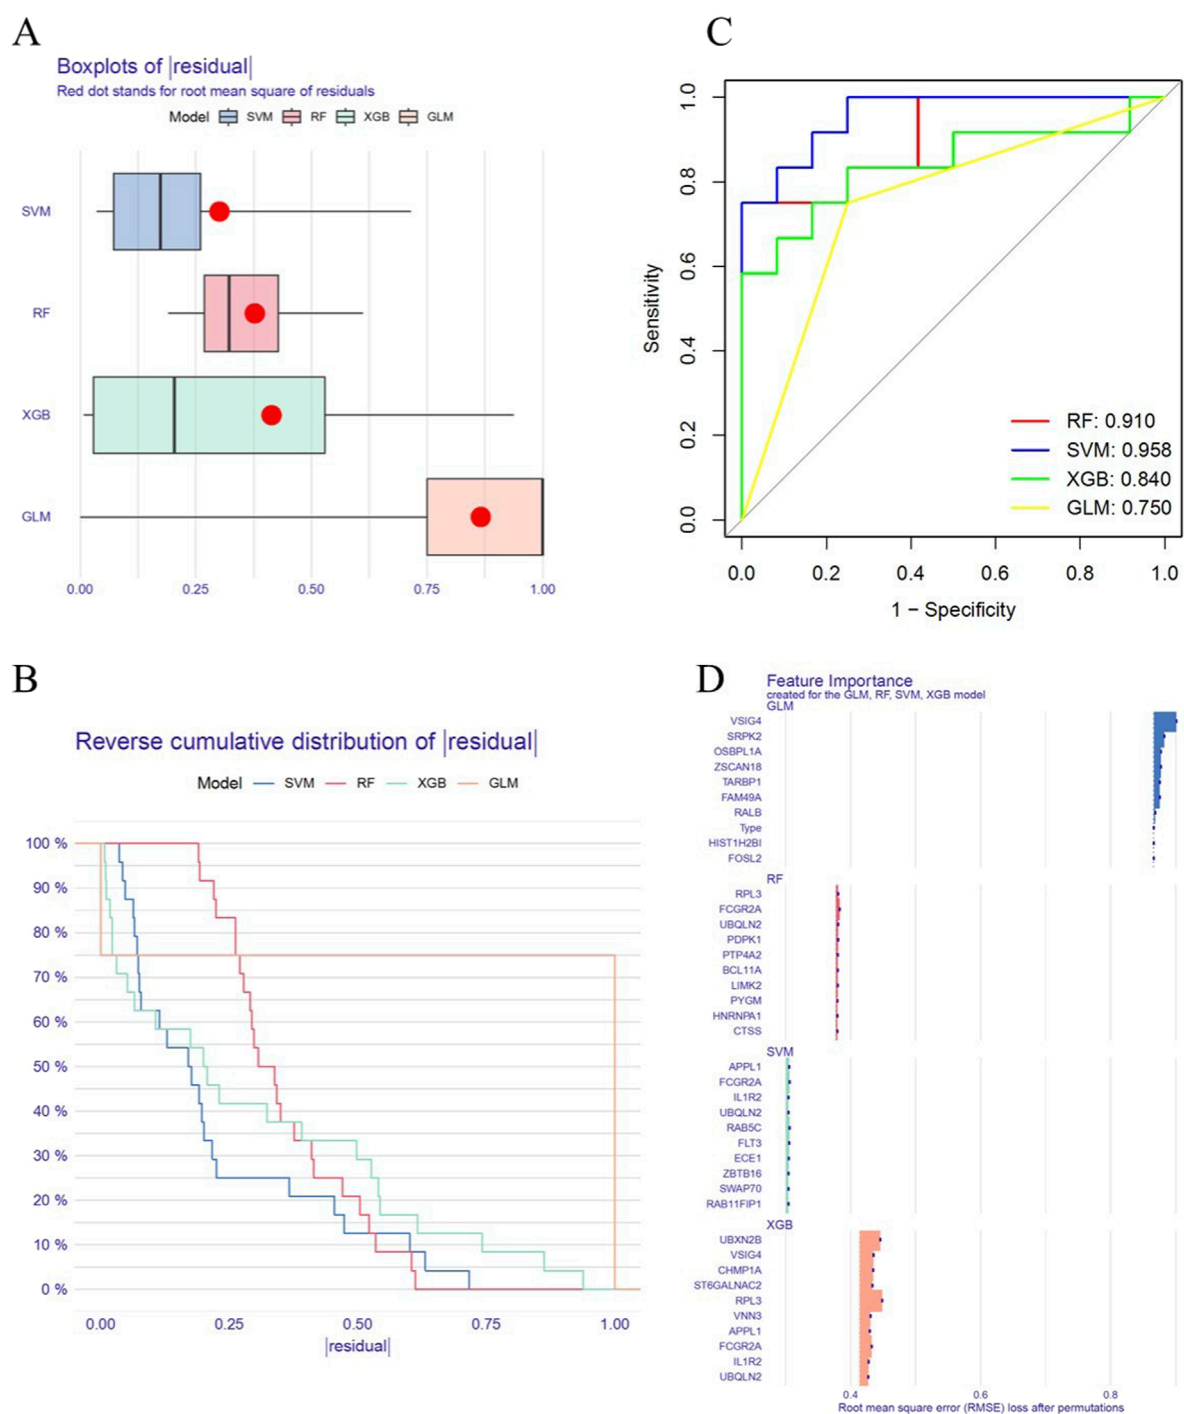 A
Boxplots of |residual|
Red dot stands for root mean square of residuals
Model SVM RF XGB GLM
SVM
RF
XGB
GLM
0.00 0.25 0.50 0.75 1.00
C
1.0
0.8
0.6
0.4
0.2
0.0
Sensitivity
RF: 0.910
SVM: 0.958
XGB: 0.840
GLM: 0.750
0.0 0.2 0.4 0.6 0.8 1.0
1 − Specificity
B
Reverse cumulative distribution of |residual|
Model SVM RF XGB GLM
100 %
90 %
80 %
70 %
60 %
50 %
40 %
30 %
20 %
10 %
0 %
0.00 0.25 0.50 0.75 1.00
|residual|
D
Feature Importance
created for the GLM, RF, SVM, XGB model
GLM
VSIG4
SRPK2
OSBPL1A
ZSCAN18
TARBP1
FAM49A
RALB
Type
HIST1H2BI
FOSL2
RF
RPL3
FCGR2A
UBQLN2
PDPK1
PTP4A2
BCL11A
LIMK2
PYGM
HNRNPA1
CTSS
SVM
APPL1
FCGR2A
IL1R2
UBQLN2
RAB5C
FLT3
ECE1
ZBTB16
SWAP70
RAB11FIP1
XGB
UBXN2B
VSIG4
CHMP1A
ST6GALNAC2
RPL3
VNN3
APPL1
FCGR2A
IL1R2
UBQLN2
0.4 0.6 0.8
Root mean square error (RMSE) loss after permutations